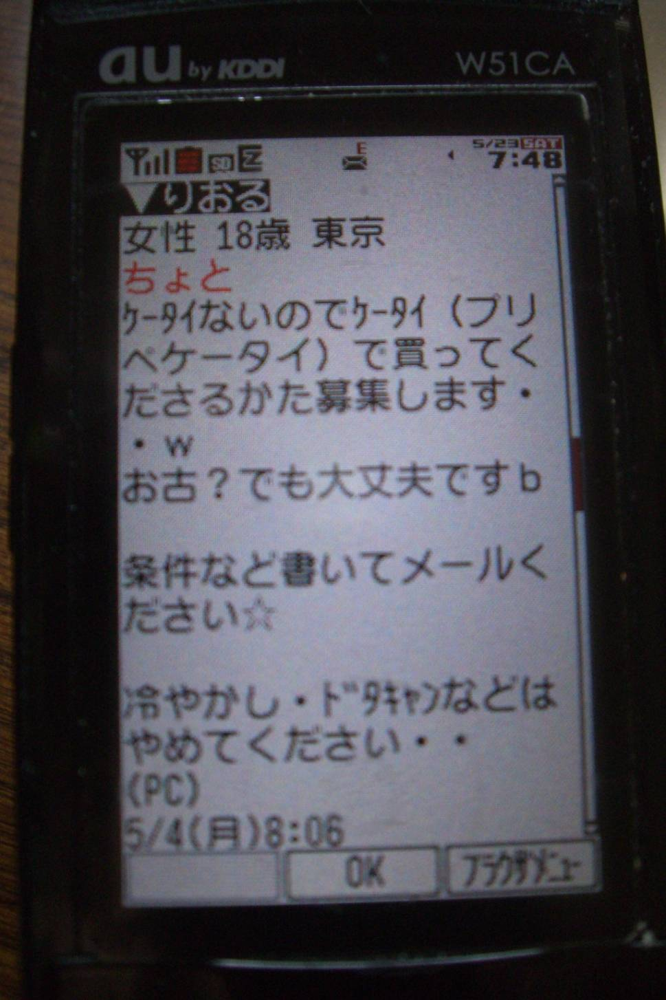 au by KDDI W51CA
5/23 SAT
E 7:48
▼りおる
女性 18歳 東京
ちょと
ｹｰﾀｲないのでｹｰﾀｲ（プリ
ペケータイ）で買ってく
ださるかた募集します・
・ｗ
お古？でも大丈夫ですｂ
条件など書いてメールく
ださい☆
冷やかし・ﾄﾞﾀｷｬﾝなどは
やめてください・・
(PC)
5/4(月)8:06
OK ﾌﾞﾗｳｻﾞﾒﾆｭｰ